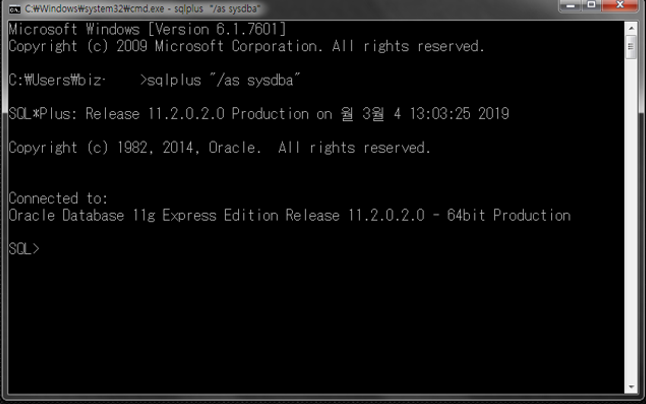 C:₩Windows₩system32₩cmd.exe - sqlplus "/as sysdba"
Microsoft Windows [Version 6.1.7601]
Copyright (c) 2009 Microsoft Corporation. All rights reserved.
C:₩Users₩biz· >sqlplus "/as sysdba"
SQL*Plus: Release 11.2.0.2.0 Production on 월 3월 4 13:03:25 2019
Copyright (c) 1982, 2014, Oracle.  All rights reserved.
Connected to:
Oracle Database 11g Express Edition Release 11.2.0.2.0 - 64bit Production
SQL>